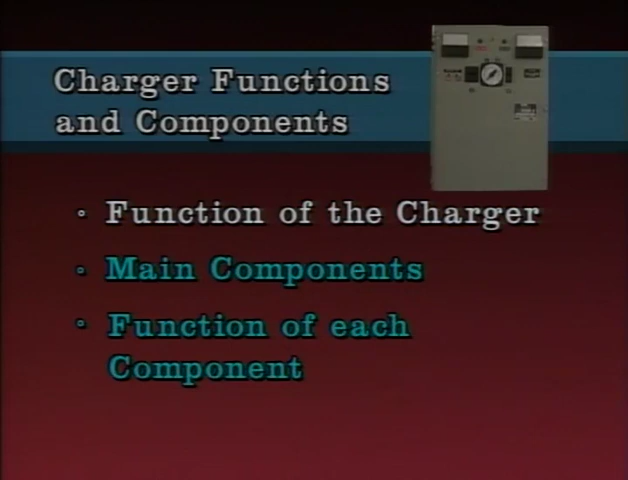 Charger Functions
and Components
Function of the Charger
Main Components
Function of each
Component